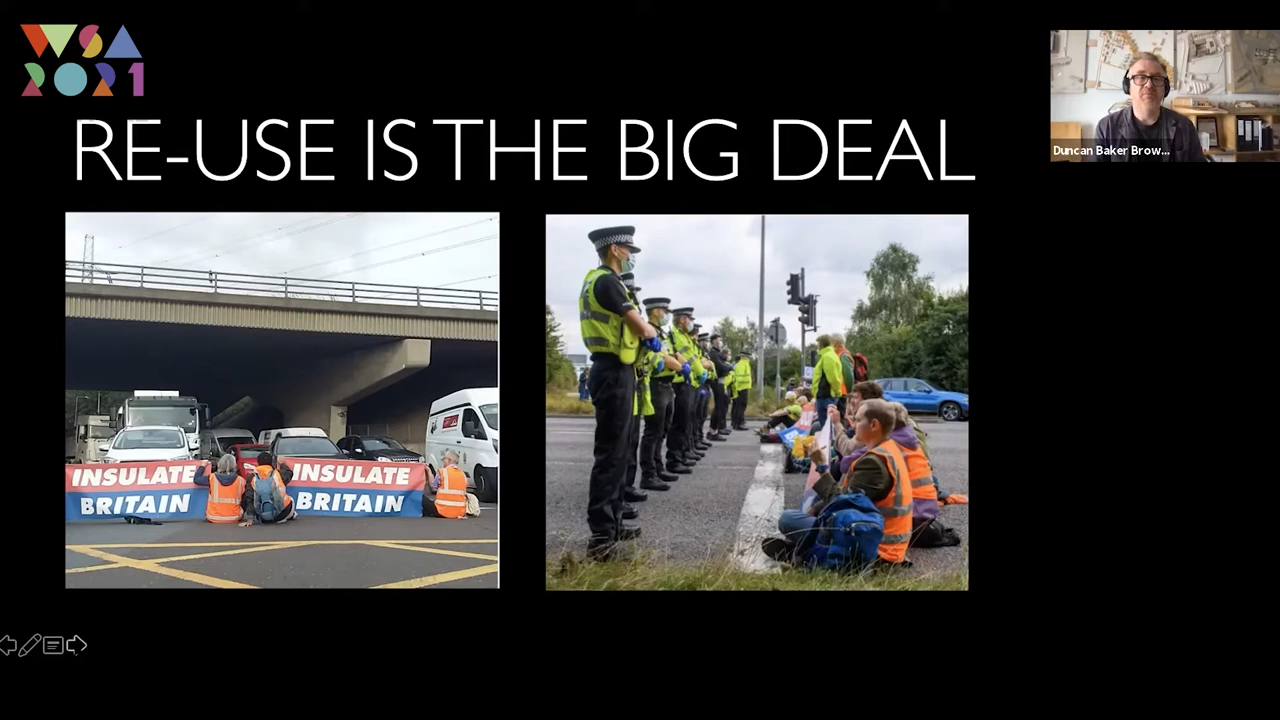 WSA
2021
RE-USE IS THE BIG DEAL
Duncan Baker Brow...
INSULATE
BRITAIN
INSULATE
BRITAIN